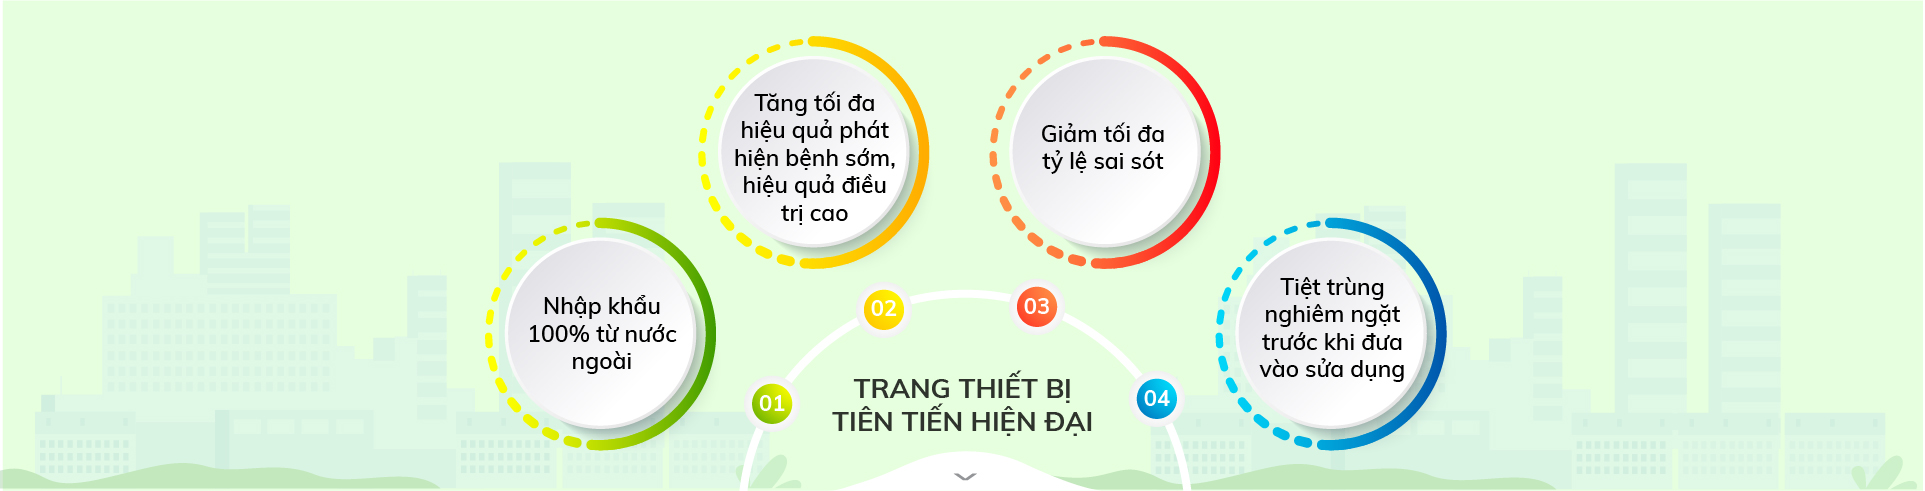 Tăng tối đa
hiệu quả phát
hiện bệnh sớm,
hiệu quả điều
trị cao
Giảm tối đa
tỷ lệ sai sót
Nhập khẩu
100% từ nước
ngoài
Tiệt trùng
nghiêm ngặt
trước khi đưa
vào sửa dụng
02
03
01
04
TRANG THIẾT BỊ
TIÊN TIẾN HIỆN ĐẠI